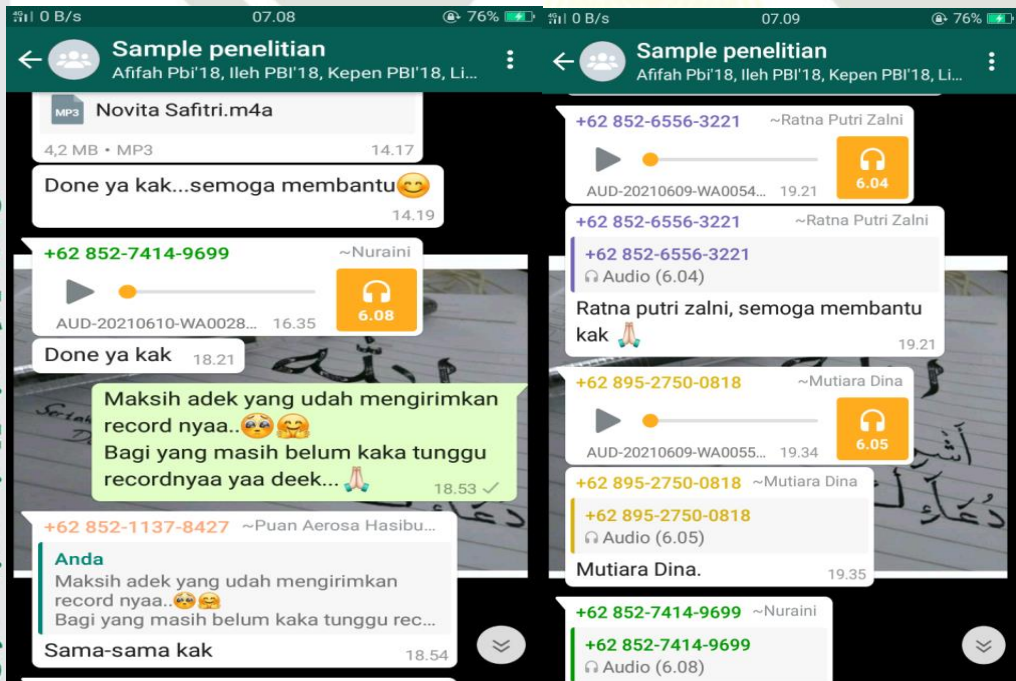 0 B/s 07.08 76%
Sample penelitian
Afifah Pbi'18, Ileh PBI'18, Kepen PBI'18, Li...
MP3 Novita Safitri.m4a
4,2 MB • MP3 14.17
Done ya kak...semoga membantu😊
14.19
+62 852-7414-9699 ~Nuraini
6.08
AUD-20210610-WA0028... 16.35
Done ya kak 18.21
Maksih adek yang udah mengirimkan
record nyaa..🥺🤗
Bagi yang masih belum kaka tunggu
recordnyaa yaa deek...🙏🏻
18.53
+62 852-1137-8427 ~Puan Aerosa Hasibu...
Anda
Maksih adek yang udah mengirimkan
record nyaa..🥺🤗
Bagi yang masih belum kaka tunggu rec...
Sama-sama kak 18.54
0 B/s 07.09 76%
Sample penelitian
Afifah Pbi'18, Ileh PBI'18, Kepen PBI'18, Li...
+62 852-6556-3221 ~Ratna Putri Zalni
6.04
AUD-20210609-WA0054... 19.21
+62 852-6556-3221 ~Ratna Putri Zalni
+62 852-6556-3221
Audio (6.04)
Ratna putri zalni, semoga membantu
kak 🙏🏻
19.21
+62 895-2750-0818 ~Mutiara Dina
6.05
AUD-20210609-WA0055... 19.34
+62 895-2750-0818 ~Mutiara Dina
+62 895-2750-0818
Audio (6.05)
Mutiara Dina. 19.35
+62 852-7414-9699 ~Nuraini
+62 852-7414-9699
Audio (6.08)